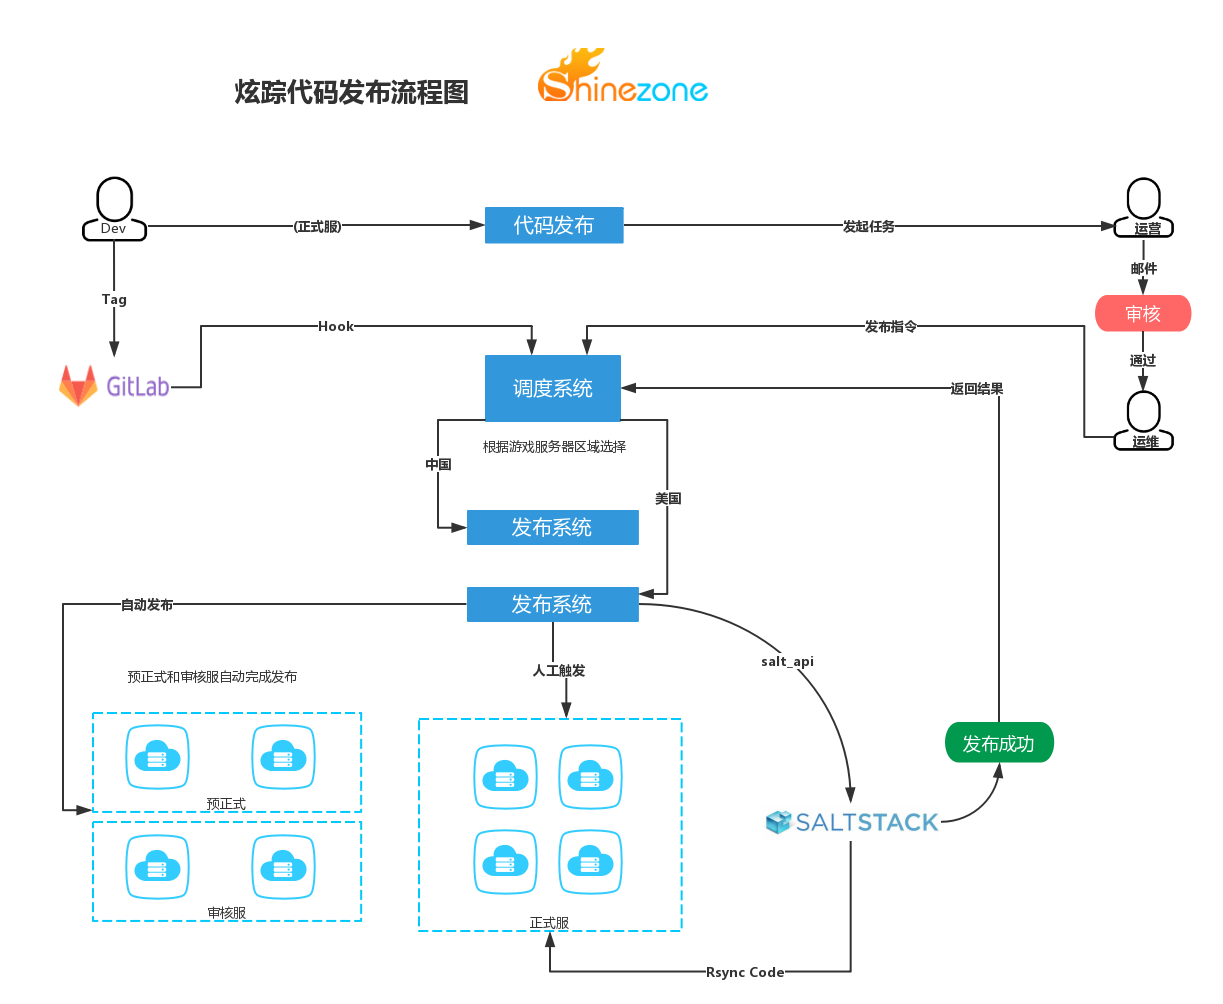 炫踪代码发布流程图
Shinezone
Dev
(正式服)
代码发布
发起任务
运营
邮件
Tag
审核
Hook
发布指令
通过
GitLab
调度系统
返回结果
运维
根据游戏服务器区域选择
中国
美国
发布系统
发布系统
自动发布
salt_api
人工触发
预正式和审核服自动完成发布
发布成功
预正式
SALTSTACK
审核服
正式服
Rsync Code